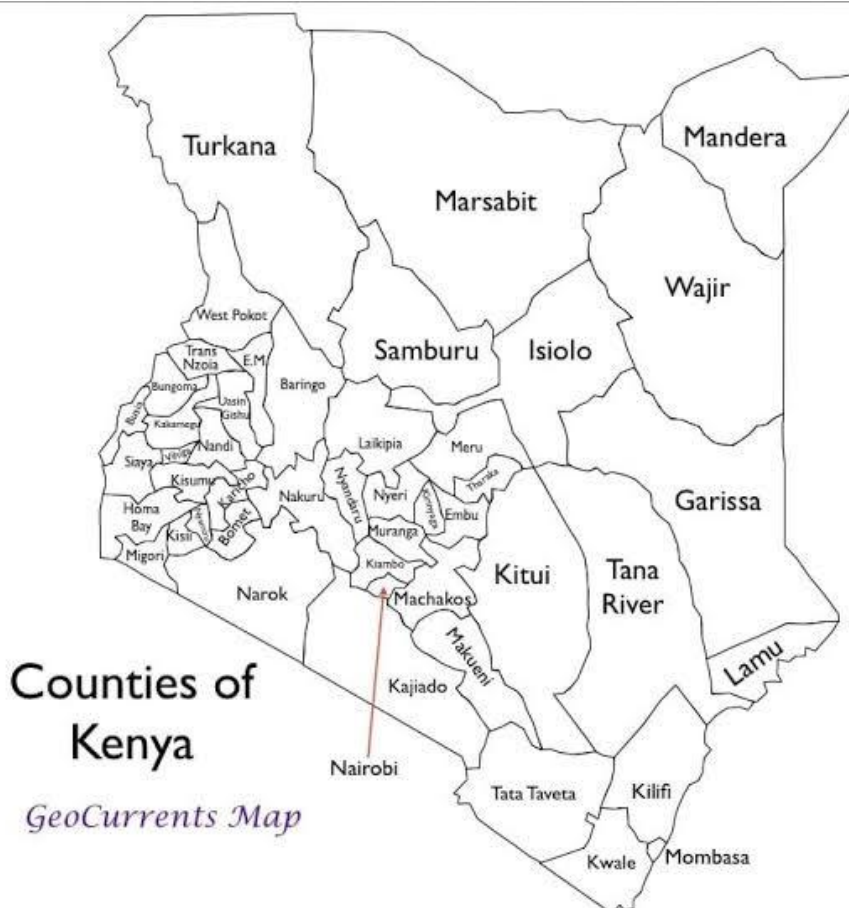 Turkana
Mandera
Marsabit
Wajir
West Pokot
Samburu
Isiolo
Trans
Nzoia
E.M.
Bungoma
Baringo
Uasin
Gishu
Busia
Kakamega
Nandi
Laikipia
Meru
Siaya
Vihiga
Kisumu
Kericho
Nakuru
Nyandaru
Nyeri
Tharaka
Kirinyaga
Embu
Garissa
Homa
Bay
Kisii
Nyamira
Bomet
Muranga
Migori
Kiambo
Narok
Machakos
Kitui
Tana
River
Makueni
Lamu
Kajiado
Counties of
Kenya
Nairobi
GeoCurrents Map
Tata Taveta
Kilifi
Kwale
Mombasa